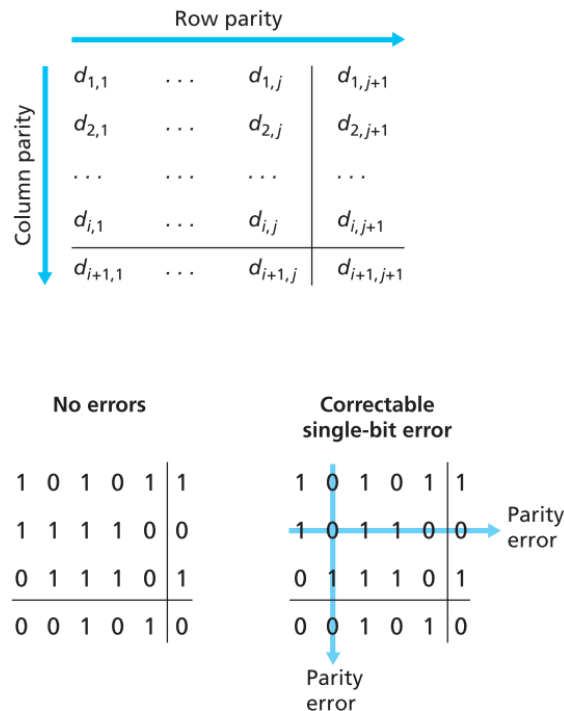 Row parity
Column parity
d1,1 . . . d1,j d1,j+1
d2,1 . . . d2,j d2,j+1
. . . . . . . . . . . .
di,1 . . . di,j di,j+1
di+1,1 . . . di+1,j di+1,j+1
No errors
1 0 1 0 1 1
1 1 1 1 0 0
0 1 1 1 0 1
0 0 1 0 1 0
Correctable
single-bit error
1 0 1 0 1 1
1 0 1 1 0 0
0 1 1 1 0 1
0 0 1 0 1 0
Parity
error
Parity
error